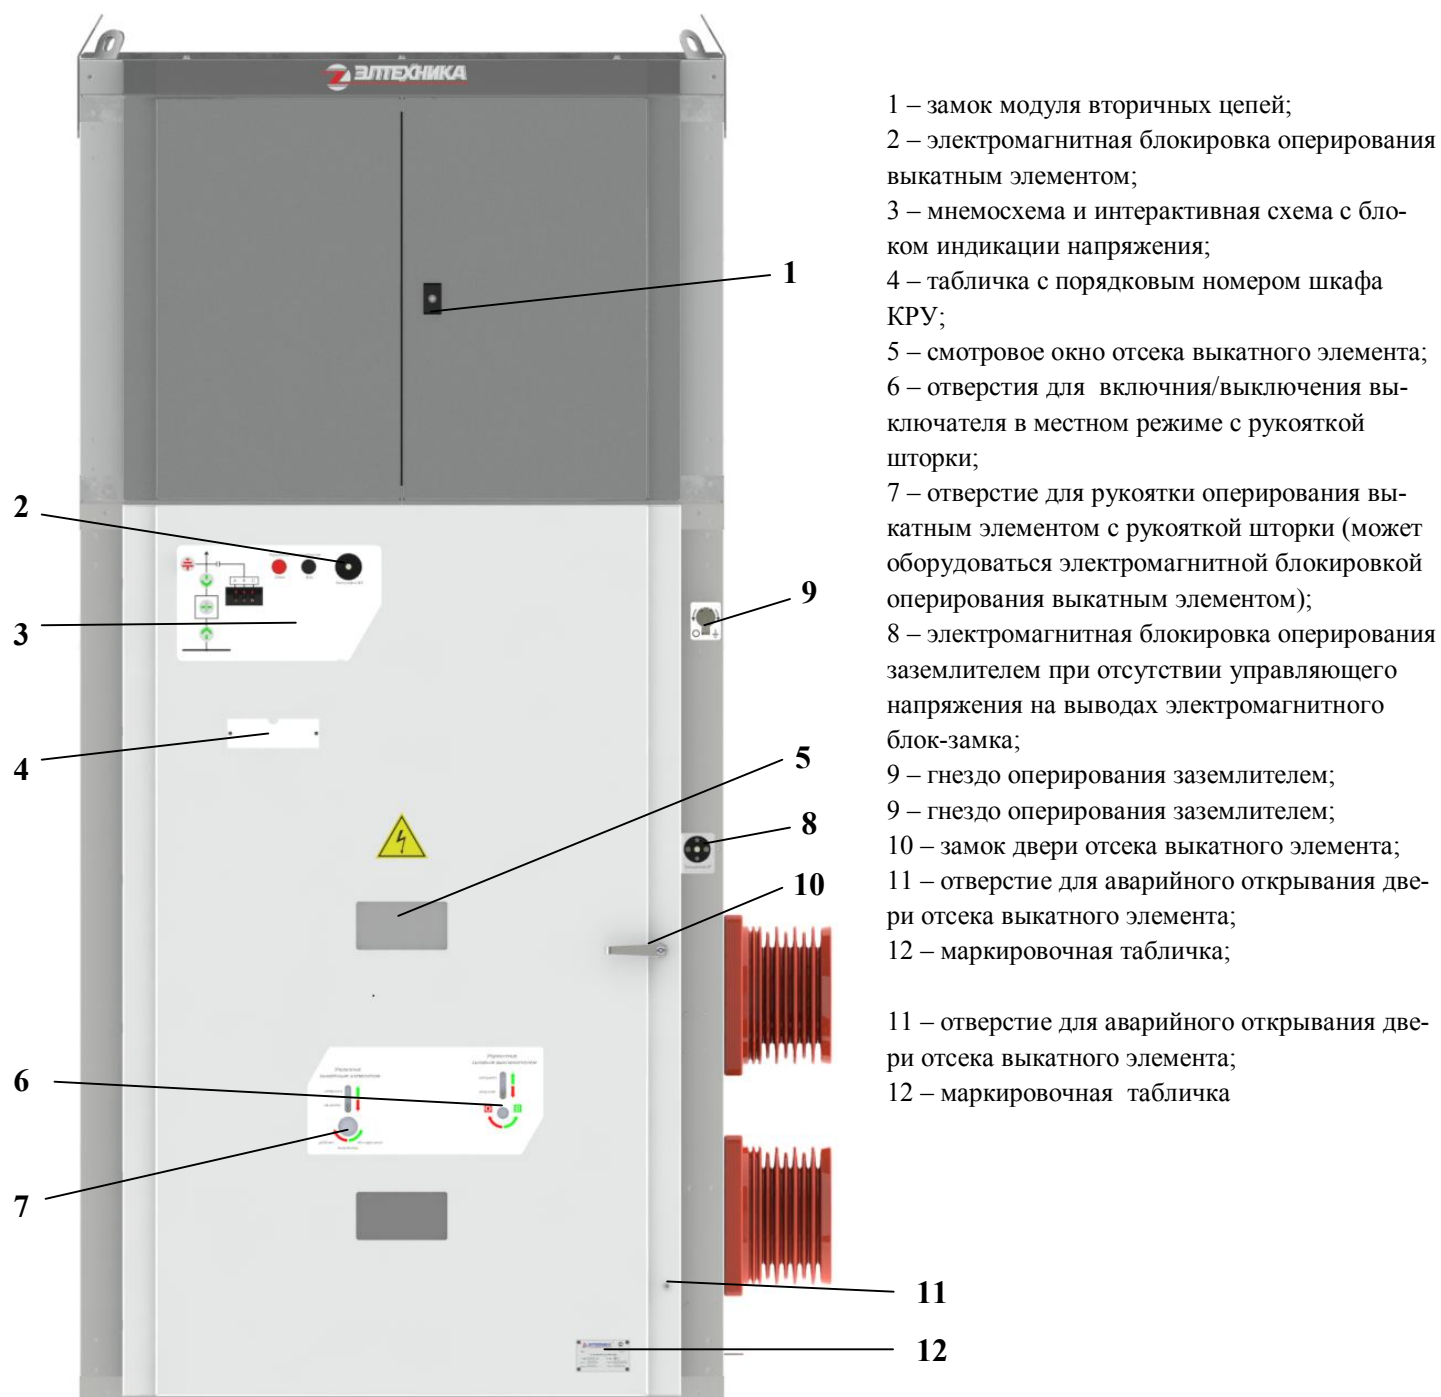 ЭЛТЕХНИКА
1
2
3
4
5
6
7
8
9
10
11
12
Управление
1 – замок модуля вторичных цепей;
2 – электромагнитная блокировка оперирования
выкатным элементом;
3 – мнемосхема и интерактивная схема с бло-
ком индикации напряжения;
4 – табличка с порядковым номером шкафа
КРУ;
5 – смотровое окно отсека выкатного элемента;
6 – отверстия для включния/выключения вы-
ключателя в местном режиме с рукояткой
шторки;
7 – отверстие для рукоятки оперирования вы-
катным элементом с рукояткой шторки (может
оборудоваться электромагнитной блокировкой
оперирования выкатным элементом);
8 – электромагнитная блокировка оперирования
заземлителем при отсутствии управляющего
напряжения на выводах электромагнитного
блок-замка;
9 – гнездо оперирования заземлителем;
9 – гнездо оперирования заземлителем;
10 – замок двери отсека выкатного элемента;
11 – отверстие для аварийного открывания две-
ри отсека выкатного элемента;
12 – маркировочная табличка;
11 – отверстие для аварийного открывания две-
ри отсека выкатного элемента;
12 – маркировочная табличка